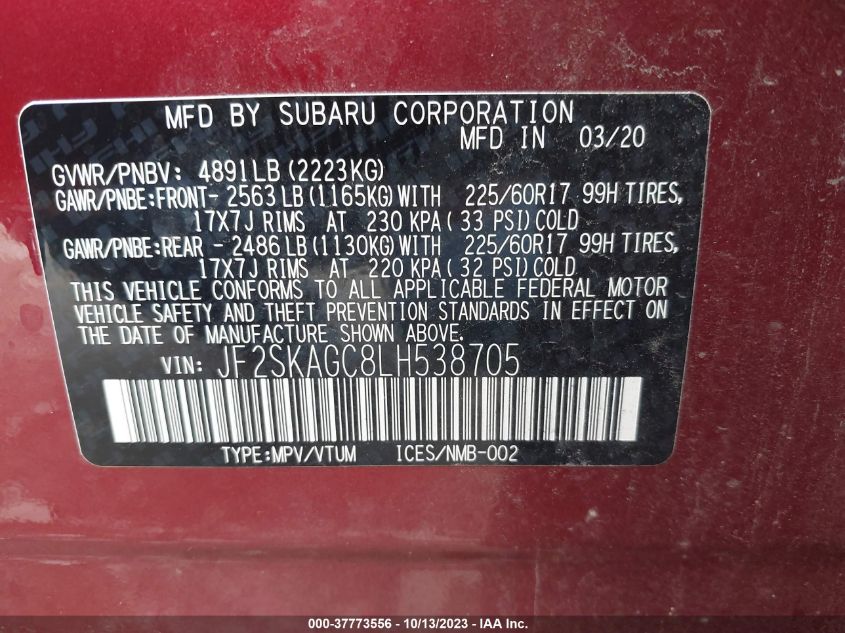 MFD BY SUBARU CORPORATION
MFD IN 03/20
GVWR/PNBV: 4891LB (2223KG)
GAWR/PNBE:FRONT- 2563 LB (1165KG) WITH 225/60R17 99H TIRES,
17X7J RIMS AT 230 KPA ( 33 PSI) COLD
GAWR/PNBE:REAR - 2486 LB (1130KG) WITH 225/60R17 99H TIRES,
17X7J RIMS AT 220 KPA ( 32 PSI) COLD
THIS VEHICLE CONFORMS TO ALL APPLICABLE FEDERAL MOTOR
VEHICLE SAFETY AND THEFT PREVENTION STANDARDS IN EFFECT ON
THE DATE OF MANUFACTURE SHOWN ABOVE.
VIN: JF2SKAGC8LH538705
TYPE:MPV/VTUM ICES/NMB-002
000-37773556 - 10/13/2023 - IAA Inc.